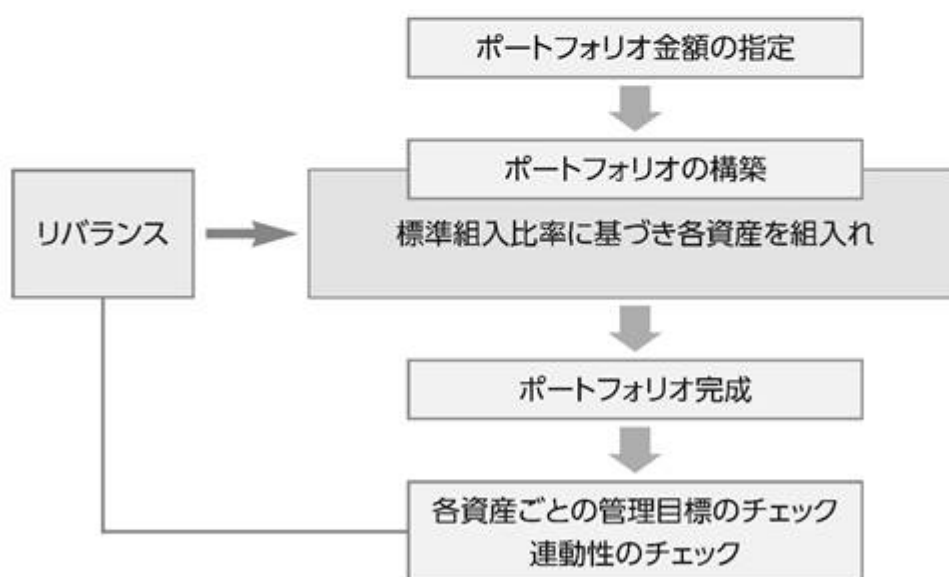 ポートフォリオ金額の指定
ポートフォリオの構築
リバランス
標準組入比率に基づき各資産を組入れ
ポートフォリオ完成
各資産ごとの管理目標のチェック
連動性のチェック